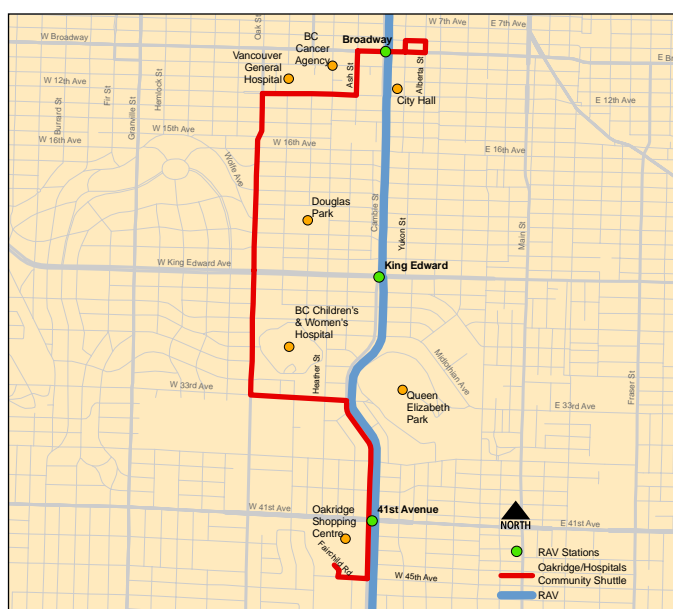 W 7th Ave
E 7th Ave
Oak St
W Broadway
Broadway
E Br
BC
Cancer
Agency
Vancouver
General
Hospital
Ash St
Alberta St
City Hall
W 12th Ave
E 12th Ave
Burrard St
Fir St
Granville St
Hemlock St
W 15th Ave
W 16th Ave
W 16th Ave
E 16th Ave
Wolfe Ave
Douglas
Park
Cambie St
Yukon St
Main St
W King Edward Ave
King Edward
BC Children's
& Women's
Hospital
Heather St
Midlothian Ave
Fraser St
W 33rd Ave
Queen
Elizabeth
Park
E 33rd Ave
W 41st Ave
Oakridge
Shopping
Centre
41st Avenue
E 41st Ave
Fairchild Rd
W 45th Ave
NORTH
RAV Stations
Oakridge/Hospitals
Community Shuttle
RAV